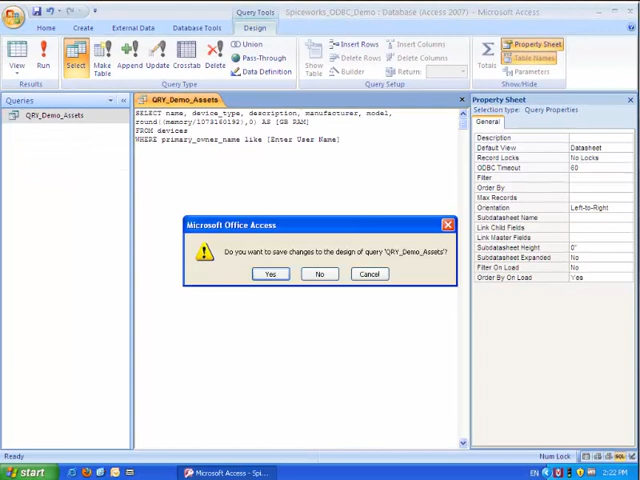 Query Tools
Spiceworks_ODBC_Demo : Database (Access 2007) - Microsoft Access
Home
Create
External Data
Database Tools
Design
View
Run
Select
Make Table
Append
Update
Crosstab
Delete
Union
Pass-Through
Data Definition
Show Table
Insert Rows
Delete Rows
Builder
Insert Columns
Delete Columns
Return:
Totals
Property Sheet
Table Names
Parameters
Results
Query Type
Query Setup
Show/Hide
Queries
QRY_Demo_Assets
QRY_Demo_Assets
SELECT name, device_type, description, manufacturer, model,
round((memory/1073160192),0) AS [GB RAM]
FROM devices
WHERE primary_owner_name like [Enter User Name]
Microsoft Office Access
Do you want to save changes to the design of query 'QRY_Demo_Assets'?
Yes
No
Cancel
Property Sheet
Selection type: Query Properties
General
Description
Default View Datasheet
Record Locks No Locks
ODBC Timeout 60
Filter
Order By
Max Records
Orientation Left-to-Right
Subdatasheet Name
Link Child Fields
Link Master Fields
Subdatasheet Height 0"
Subdatasheet Expanded No
Filter On Load No
Order By On Load Yes
Ready
Num Lock
SQL
start
Microsoft Access - Spi...
EN
2:22 PM